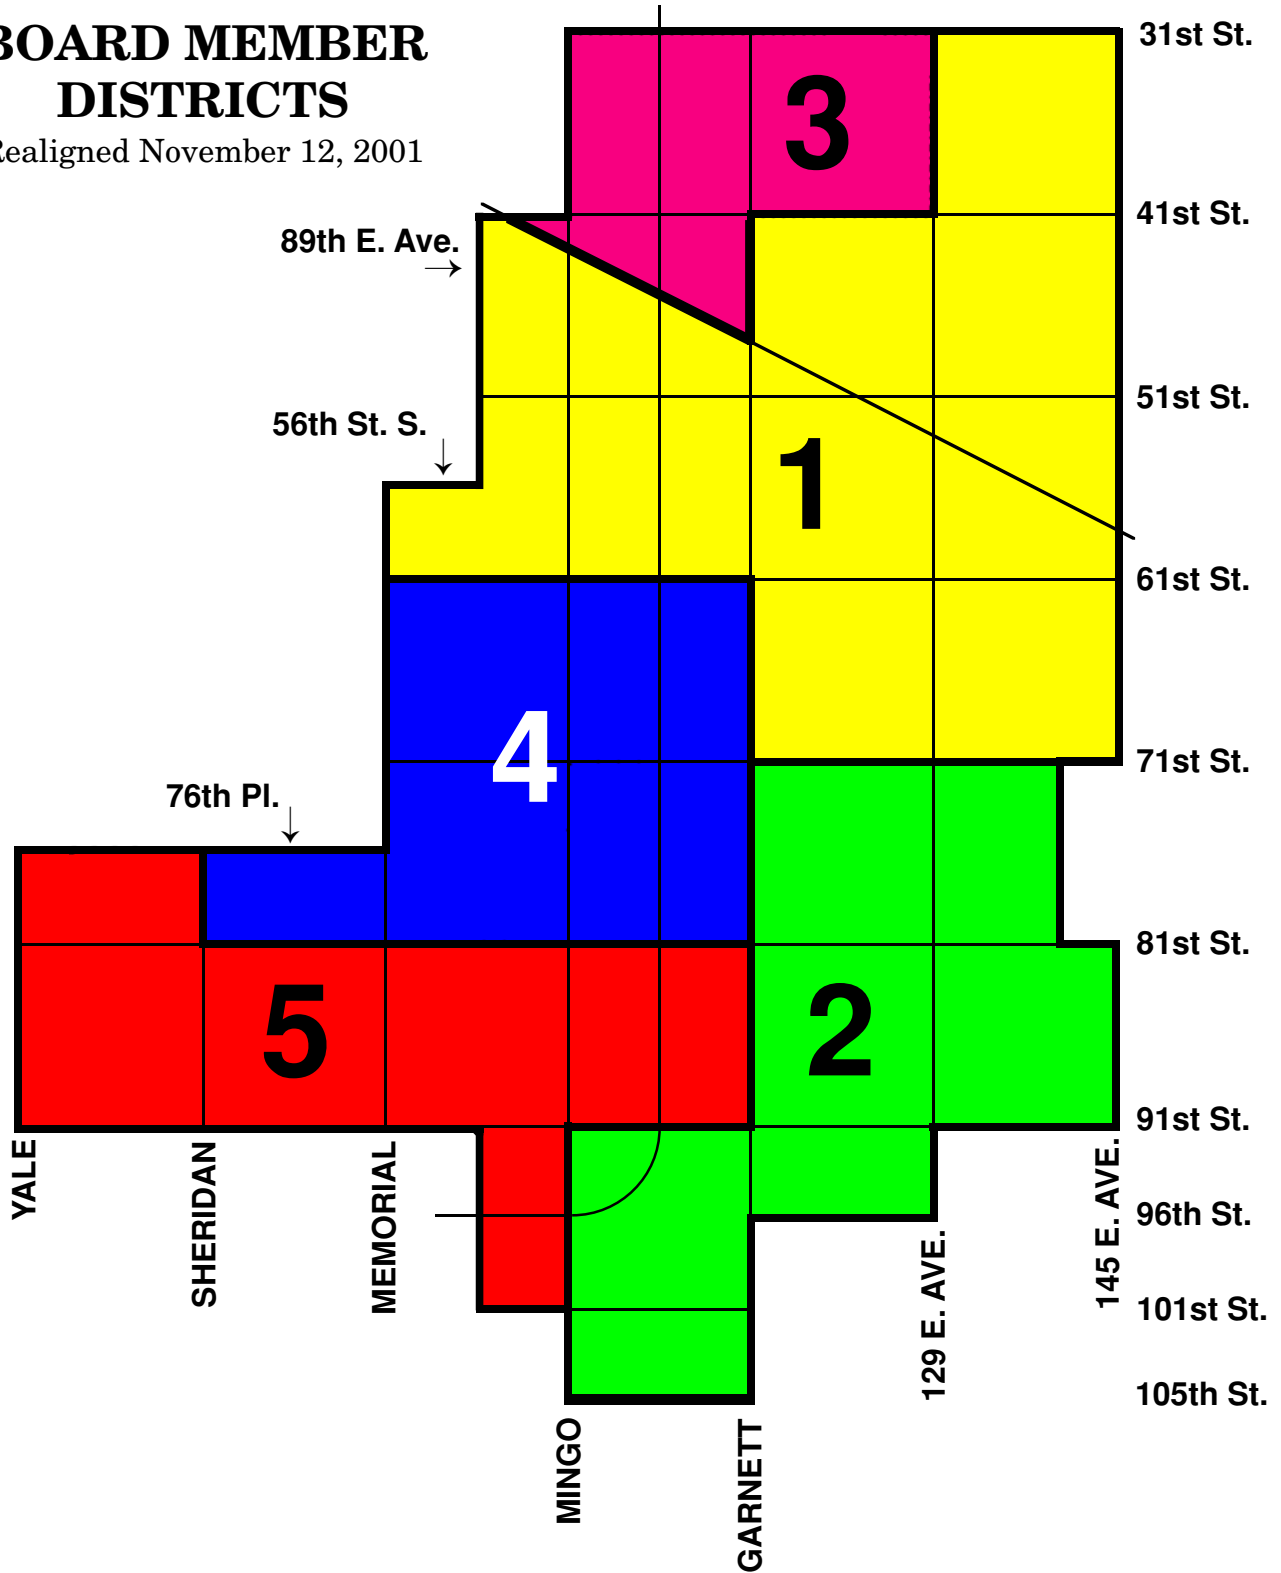 BOARD MEMBER
DISTRICTS
Realigned November 12, 2001
31st St.
3
41st St.
89th E. Ave.
→
51st St.
56th St. S.
↓
1
61st St.
4
71st St.
76th Pl.
↓
81st St.
5
2
91st St.
YALE
SHERIDAN
MEMORIAL
145 E. AVE.
96th St.
129 E. AVE.
101st St.
105th St.
MINGO
GARNETT